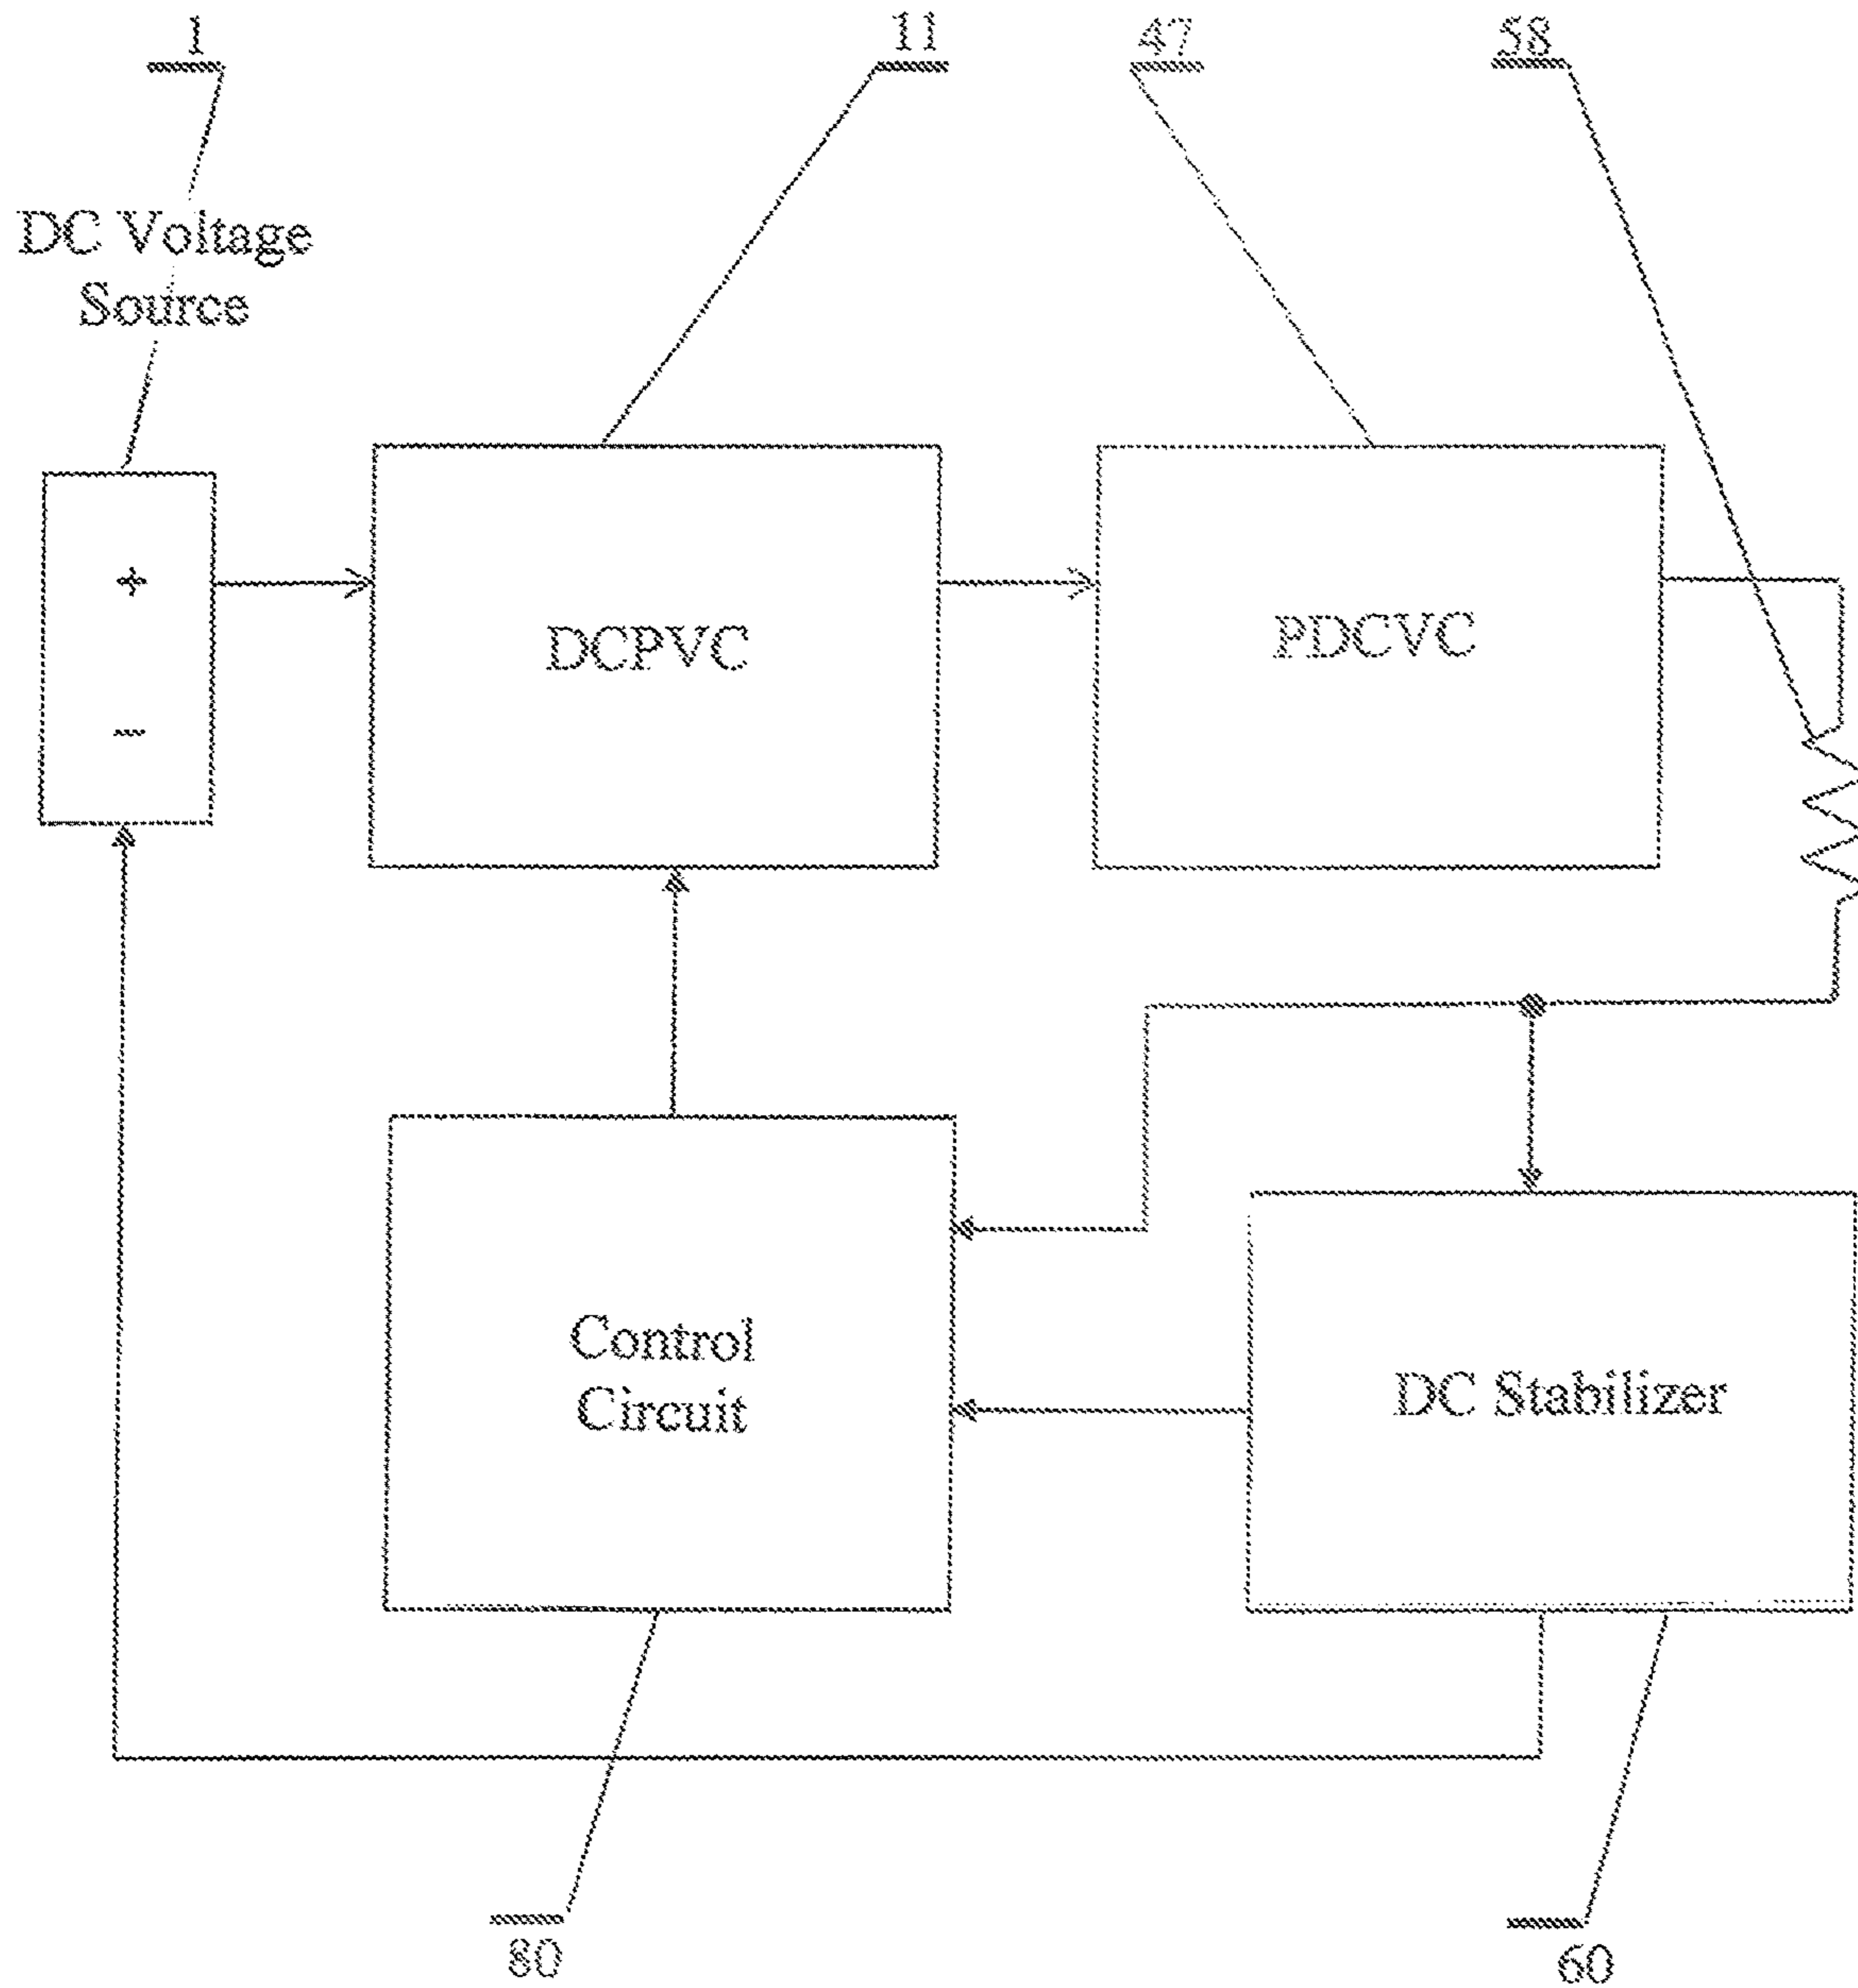 1
11
47
58
DC Voltage
Source
+
−
DCPVC
PDCVC
Control
Circuit
DC Stabilizer
80
60